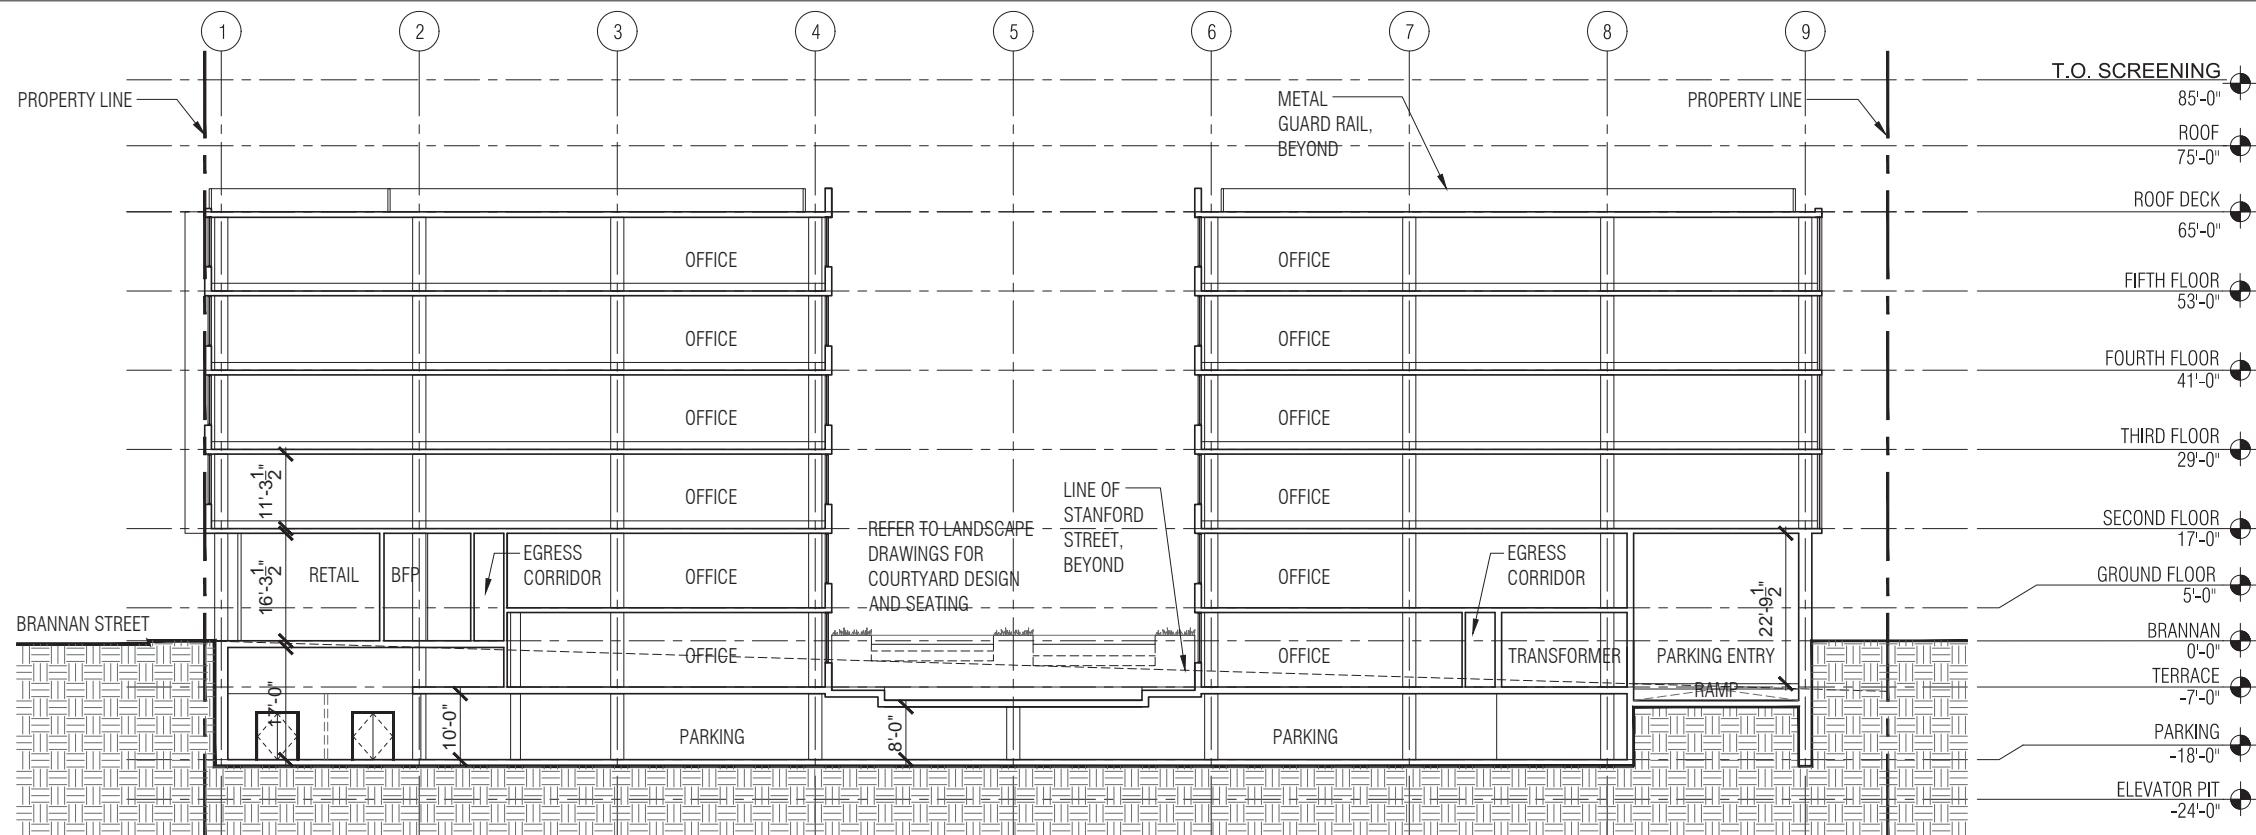 1 2 3 4 5 6 7 8 9
T.O. SCREENING
85'-0"
PROPERTY LINE
METAL
GUARD RAIL,
BEYOND
PROPERTY LINE
ROOF
75'-0"
ROOF DECK
65'-0"
OFFICE OFFICE
FIFTH FLOOR
53'-0"
OFFICE OFFICE
FOURTH FLOOR
41'-0"
OFFICE OFFICE
THIRD FLOOR
29'-0"
11'-3 1/2"
OFFICE OFFICE
LINE OF
STANFORD
STREET,
BEYOND
SECOND FLOOR
17'-0"
REFER TO LANDSCAPE
DRAWINGS FOR
COURTYARD DESIGN
AND SEATING
16'-3 1/2"
RETAIL BFP
EGRESS
CORRIDOR
OFFICE OFFICE
EGRESS
CORRIDOR
22'-9 1/2"
GROUND FLOOR
5'-0"
BRANNAN STREET
BRANNAN
0'-0"
OFFICE OFFICE TRANSFORMER PARKING ENTRY
TERRACE
-7'-0"
RAMP
17'-0"
10'-0"
PARKING
8'-0"
PARKING
PARKING
-18'-0"
ELEVATOR PIT
-24'-0"